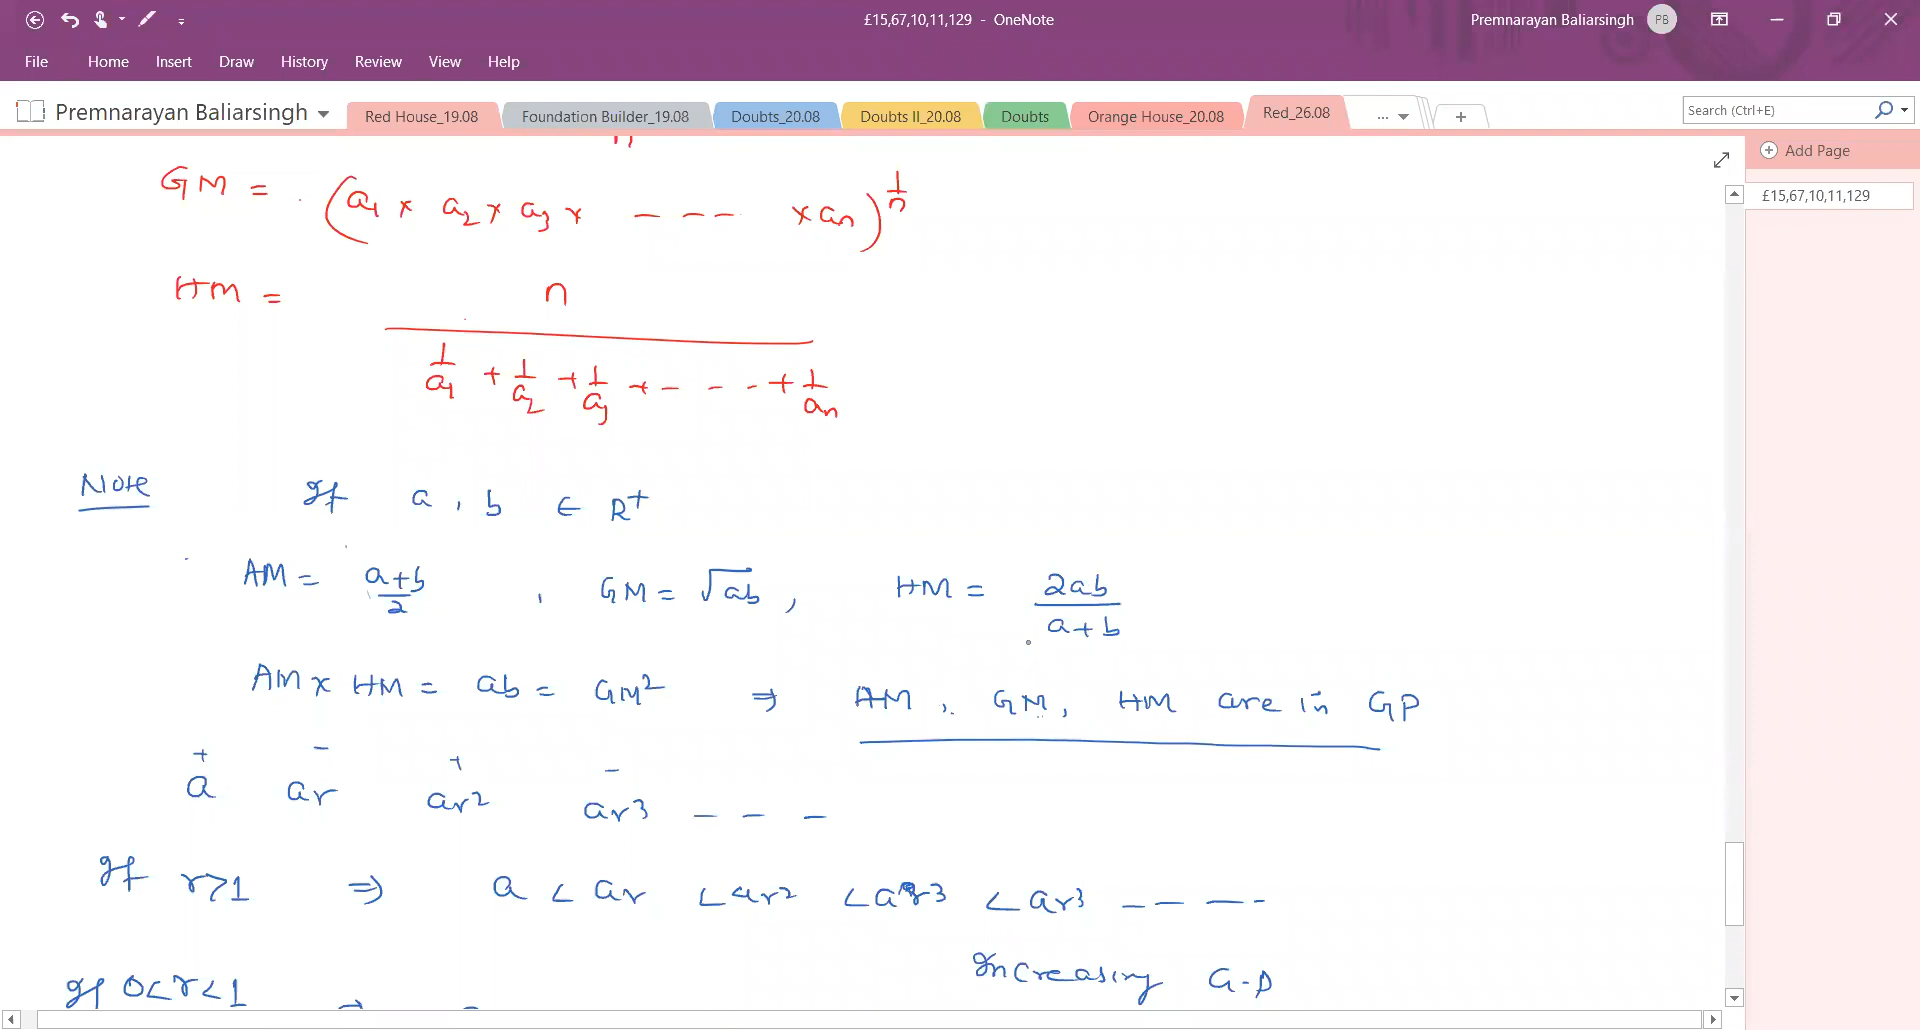 £15,67,10,11,129 - OneNote
Premnarayan Baliarsingh PB
File Home Insert Draw History Review View Help
Premnarayan Baliarsingh
Red House_19.08 Foundation Builder_19.08 Doubts_20.08 Doubts II_20.08 Doubts Orange House_20.08 Red_26.08 ... +
Search (Ctrl+E)
Add Page
£15,67,10,11,129
GM = (a₁ × a₂ × a₃ × ---- × aₙ)^(1/n)
HM = n / (1/a₁ + 1/a₂ + 1/a₃ + --- + 1/aₙ)
Note If a, b ∈ R⁺
AM = (a+b)/2 , GM = √ab , HM = 2ab/(a+b)
AM × HM = ab = GM² ⇒ AM, GM, HM are in GP
+ - + -
a ar ar² ar³ - - -
If r>1 ⇒ a < ar < ar² < ar³ < ar³ ----
Increasing G-P
If 0<r<1